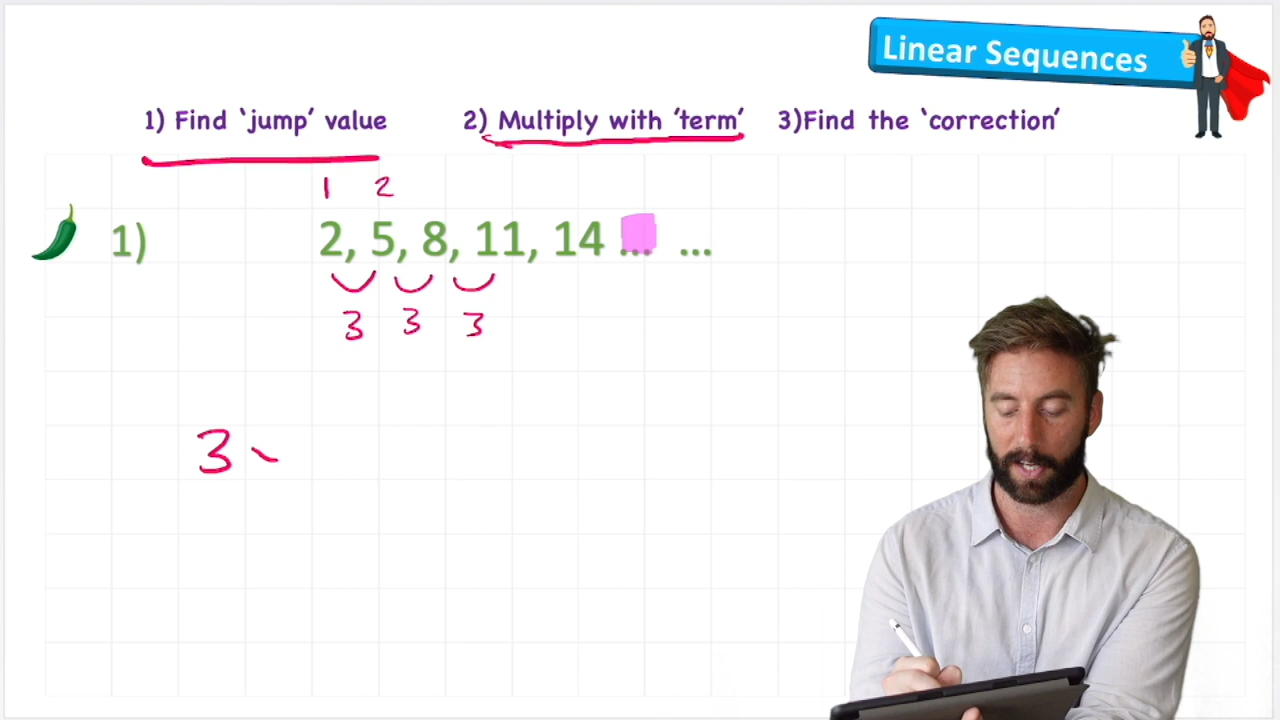 Linear Sequences
1) Find ‘jump’ value 2) Multiply with ‘term’ 3)Find the ‘correction’
1 2
1) 2, 5, 8, 11, 14 ... ...
3 3 3
3